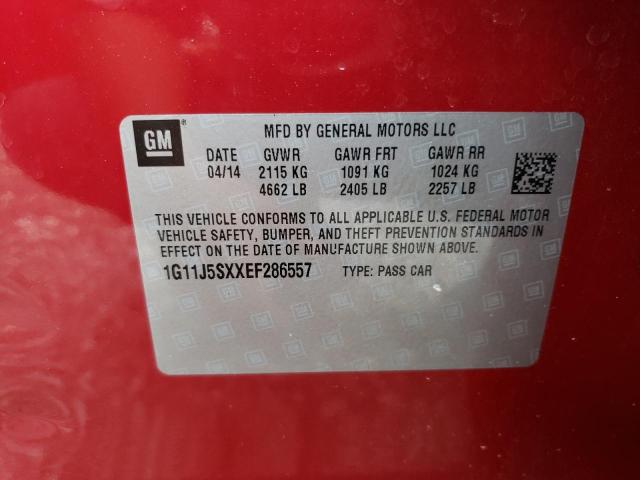 GM® MFD BY GENERAL MOTORS LLC
DATE GVWR GAWR FRT GAWR RR
04/14 2115 KG 1091 KG 1024 KG
4662 LB 2405 LB 2257 LB
THIS VEHICLE CONFORMS TO ALL APPLICABLE U.S. FEDERAL MOTOR
VEHICLE SAFETY, BUMPER, AND THEFT PREVENTION STANDARDS IN
EFFECT ON THE DATE OF MANUFACTURE SHOWN ABOVE.
1G11J5SXXEF286557 TYPE: PASS CAR